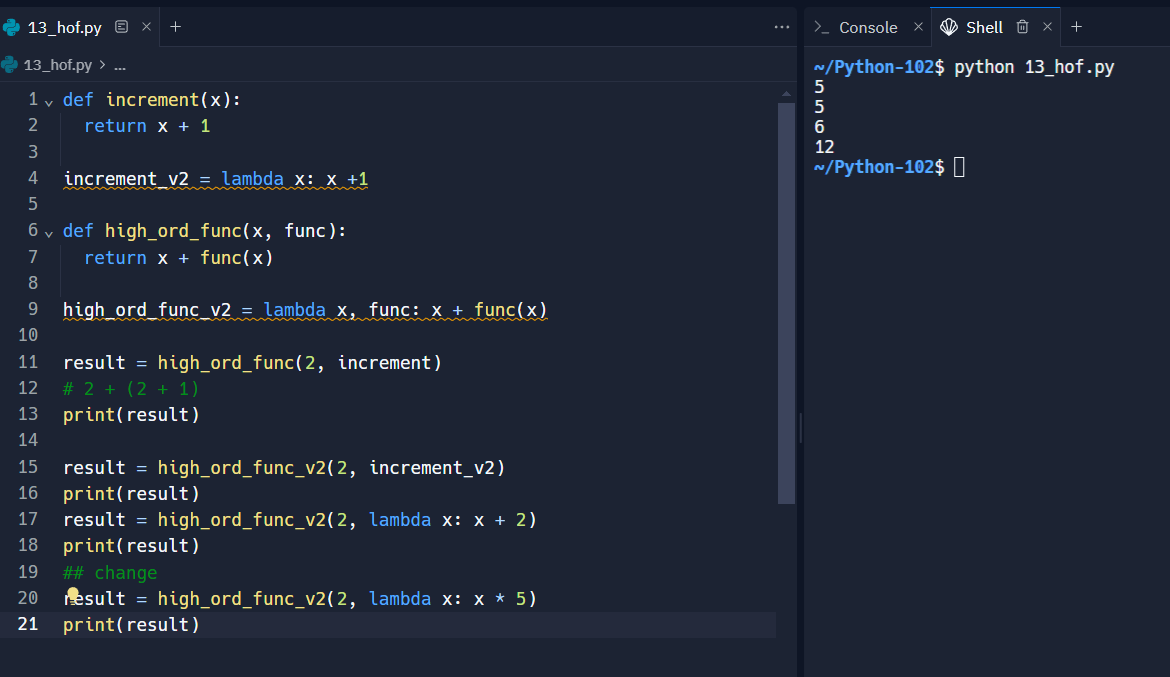 13_hof.py
13_hof.py > ...
1 def increment(x):
2 return x + 1
3
4 increment_v2 = lambda x: x +1
5
6 def high_ord_func(x, func):
7 return x + func(x)
8
9 high_ord_func_v2 = lambda x, func: x + func(x)
10
11 result = high_ord_func(2, increment)
12 # 2 + (2 + 1)
13 print(result)
14
15 result = high_ord_func_v2(2, increment_v2)
16 print(result)
17 result = high_ord_func_v2(2, lambda x: x + 2)
18 print(result)
19 ## change
20 result = high_ord_func_v2(2, lambda x: x * 5)
21 print(result)
Console
Shell
~/Python-102$ python 13_hof.py
5
5
6
12
~/Python-102$